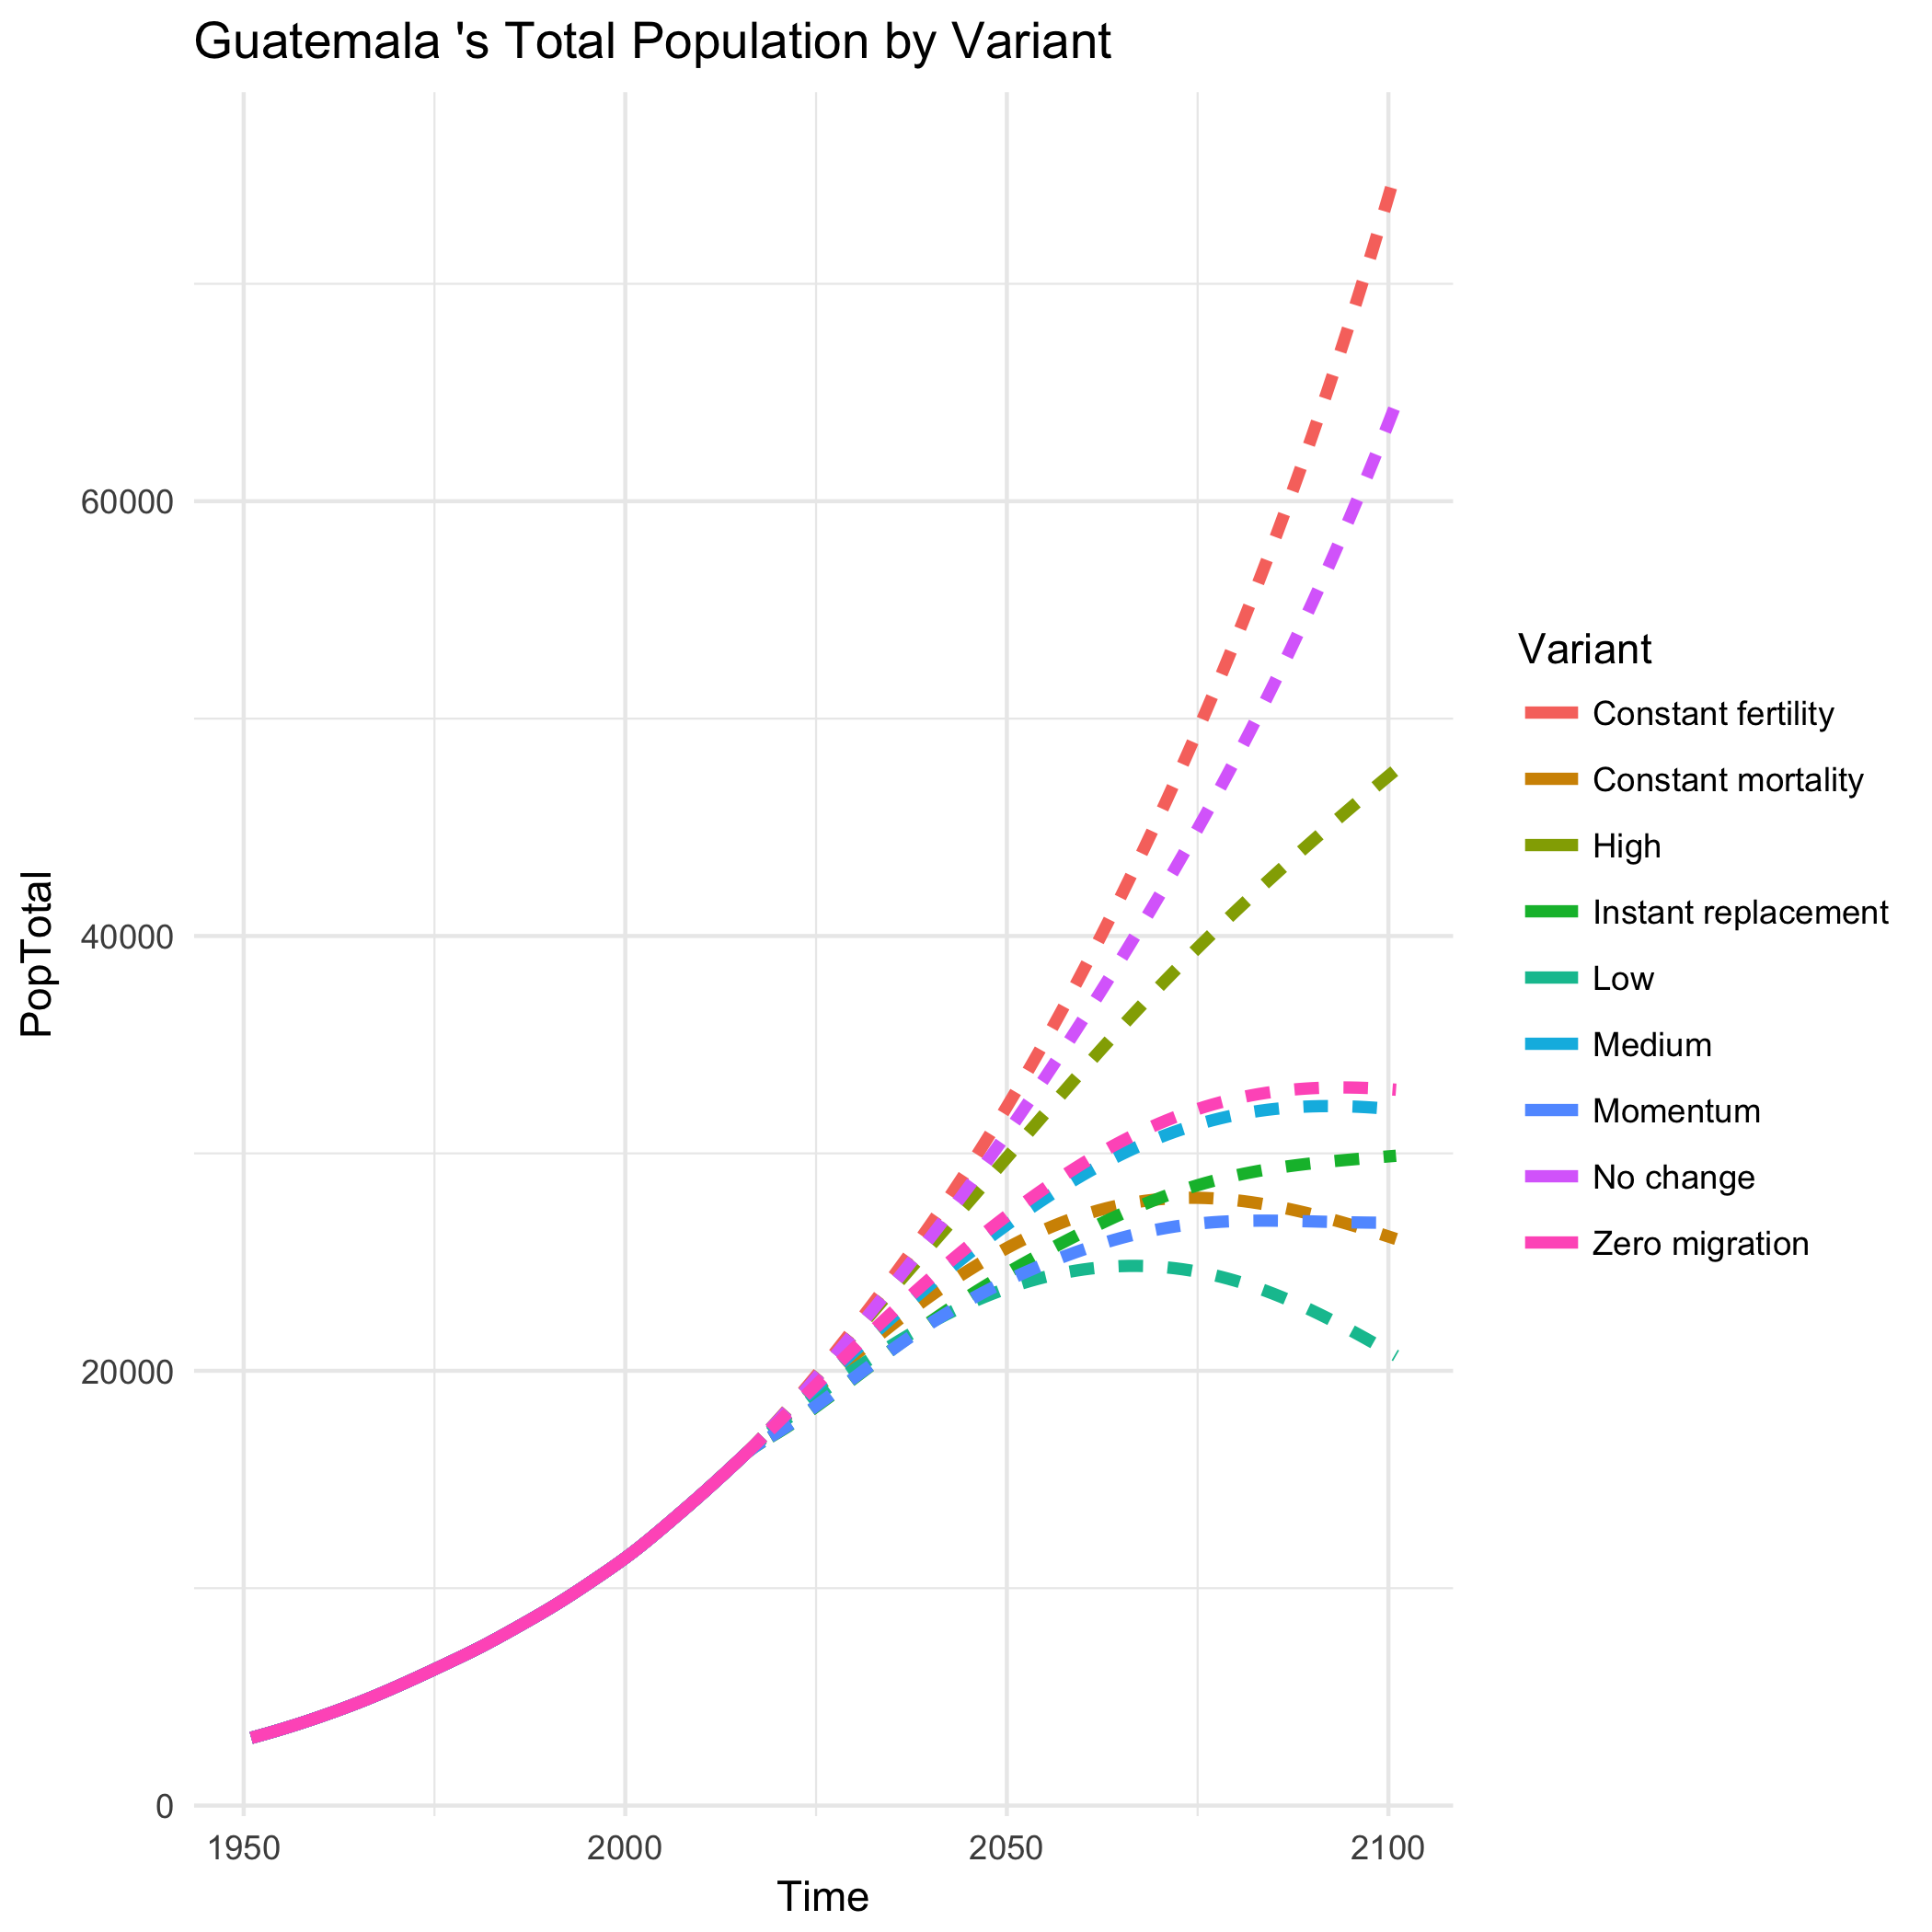 Guatemala 's Total Population by Variant
PopTotal
60000
40000
20000
0
1950
2000
2050
2100
Time
Variant
Constant fertility
Constant mortality
High
Instant replacement
Low
Medium
Momentum
No change
Zero migration